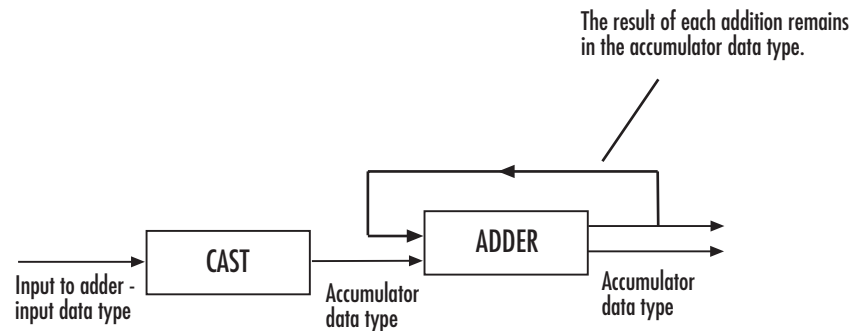 The result of each addition remains
in the accumulator data type.
CAST
ADDER
Input to adder -
input data type
Accumulator
data type
Accumulator
data type